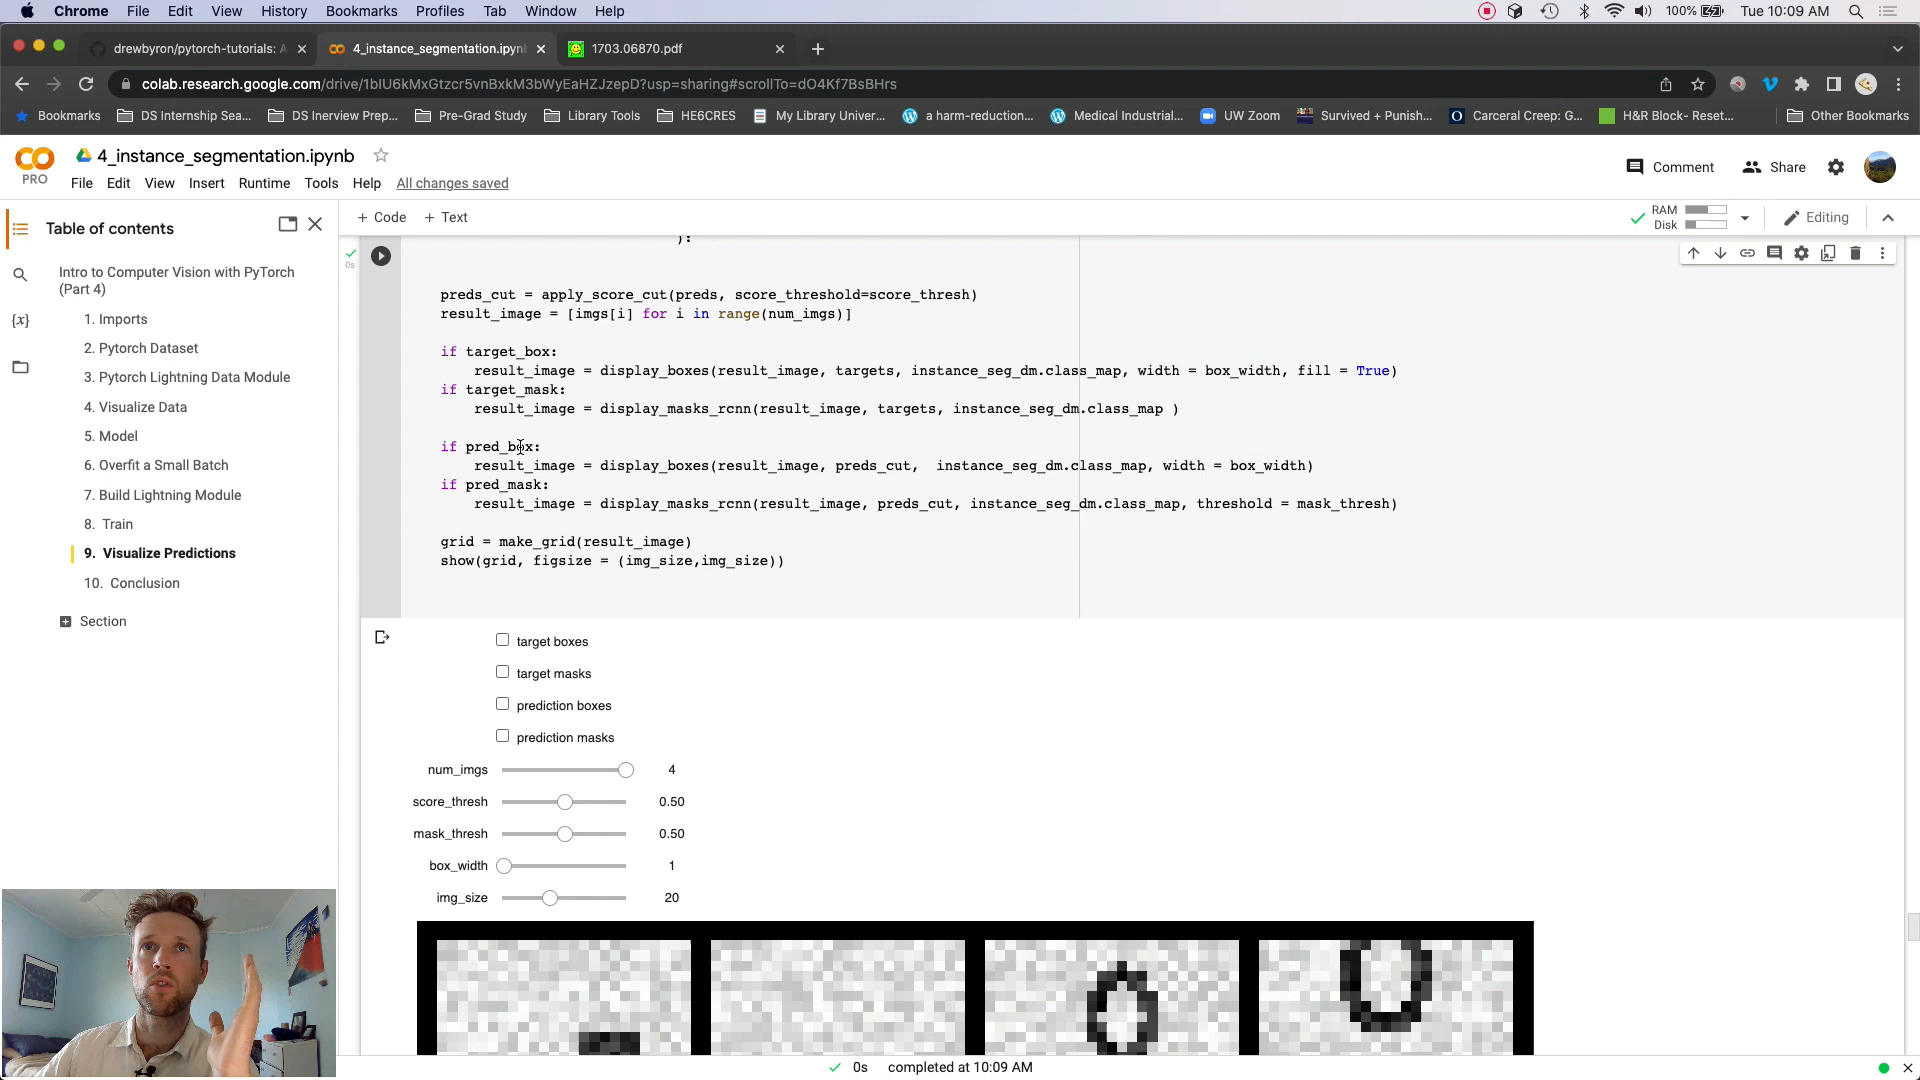 Chrome File Edit View History Bookmarks Profiles Tab Window Help 100% Tue 10:09 AM
drewbyron/pytorch-tutorials: A
4_instance_segmentation.ipyn
1703.06870.pdf
colab.research.google.com/drive/1bIU6kMxGtzcr5vnBxkM3bWyEaHZJzepD?usp=sharing#scrollTo=dO4Kf7BsBHrs
Bookmarks DS Internship Sea... DS Inerview Prep... Pre-Grad Study Library Tools HE6CRES My Library Univer... a harm-reduction... Medical Industrial... UW Zoom Survived + Punish... Carceral Creep: G... H&R Block- Reset... Other Bookmarks
4_instance_segmentation.ipynb
PRO
File Edit View Insert Runtime Tools Help All changes saved
Comment Share
+ Code + Text
RAM
Disk
Editing
Table of contents
Intro to Computer Vision with PyTorch
(Part 4)
1. Imports
2. Pytorch Dataset
3. Pytorch Lightning Data Module
4. Visualize Data
5. Model
6. Overfit a Small Batch
7. Build Lightning Module
8. Train
9. Visualize Predictions
10. Conclusion
Section
{x}
0s
):
preds_cut = apply_score_cut(preds, score_threshold=score_thresh)
result_image = [imgs[i] for i in range(num_imgs)]
if target_box:
result_image = display_boxes(result_image, targets, instance_seg_dm.class_map, width = box_width, fill = True)
if target_mask:
result_image = display_masks_rcnn(result_image, targets, instance_seg_dm.class_map )
if pred_box:
result_image = display_boxes(result_image, preds_cut,  instance_seg_dm.class_map, width = box_width)
if pred_mask:
result_image = display_masks_rcnn(result_image, preds_cut, instance_seg_dm.class_map, threshold = mask_thresh)
grid = make_grid(result_image)
show(grid, figsize = (img_size,img_size))
target boxes
target masks
prediction boxes
prediction masks
num_imgs 4
score_thresh 0.50
mask_thresh 0.50
box_width 1
img_size 20
0s completed at 10:09 AM